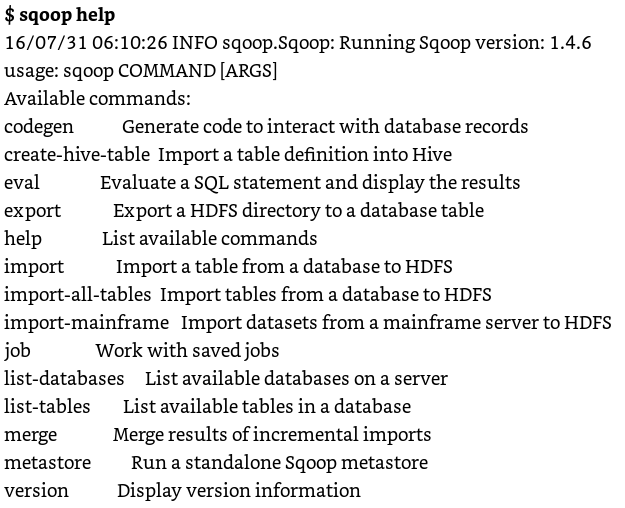 $ sqoop help
16/07/31 06:10:26 INFO sqoop.Sqoop: Running Sqoop version: 1.4.6
usage: sqoop COMMAND [ARGS]
Available commands:
codegen Generate code to interact with database records
create-hive-table Import a table definition into Hive
eval Evaluate a SQL statement and display the results
export Export a HDFS directory to a database table
help List available commands
import Import a table from a database to HDFS
import-all-tables Import tables from a database to HDFS
import-mainframe Import datasets from a mainframe server to HDFS
job Work with saved jobs
list-databases List available databases on a server
list-tables List available tables in a database
merge Merge results of incremental imports
metastore Run a standalone Sqoop metastore
version Display version information